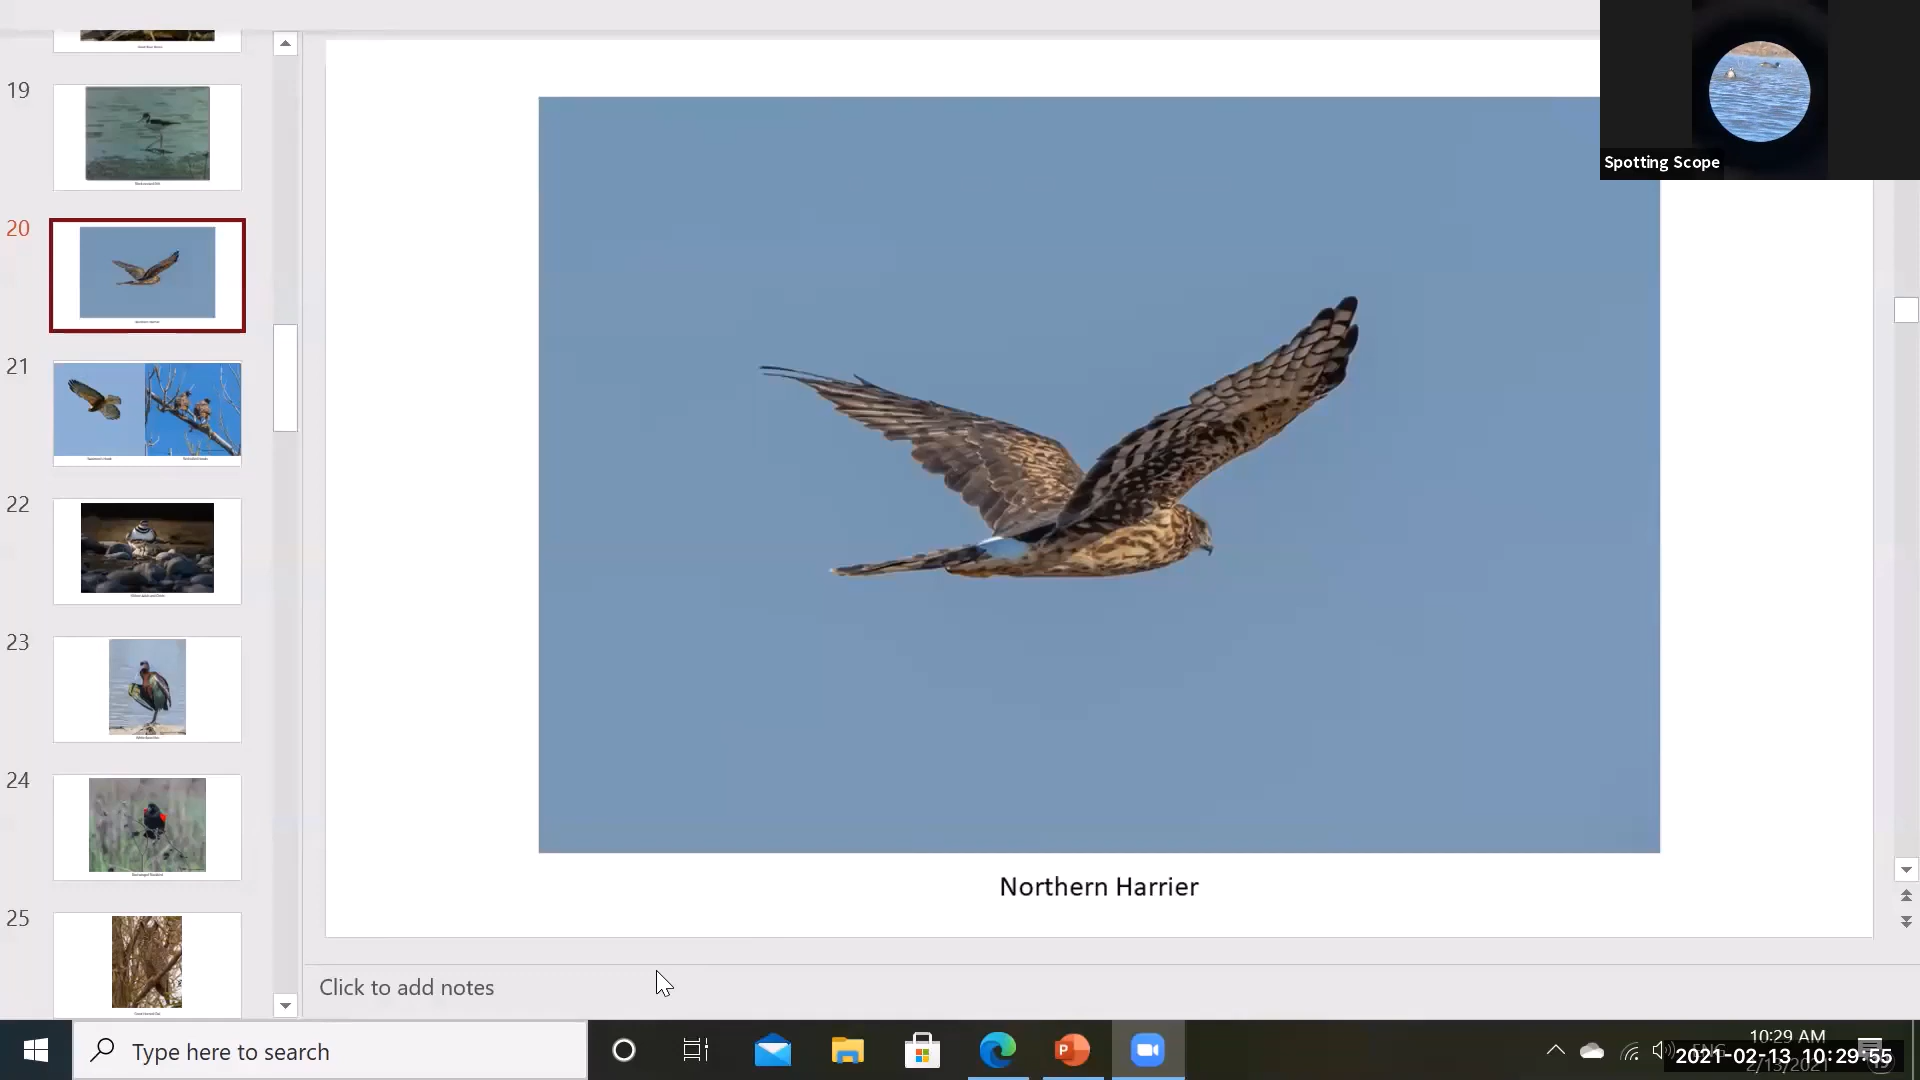 Spotting Scope
19
20
21
22
23
24
25
Northern Harrier
Click to add notes
Type here to search
10:29 AM
2021-02-13 10:29:55